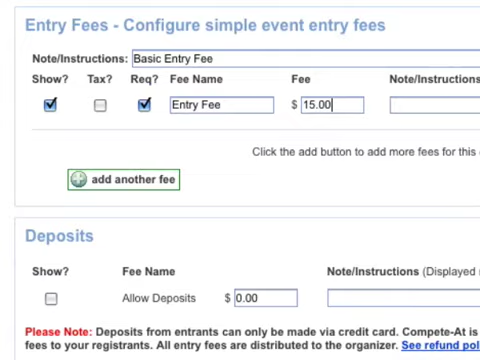 Entry Fees - Configure simple event entry fees
Note/Instructions: Basic Entry Fee
Show? Tax? Req? Fee Name Fee Note/Instructions
Entry Fee $ 15.00
Click the add button to add more fees for this
add another fee
Deposits
Show? Fee Name Note/Instructions (Displayed
Allow Deposits $ 0.00
Please Note: Deposits from entrants can only be made via credit card. Compete-At is
fees to your registrants. All entry fees are distributed to the organizer. See refund pol